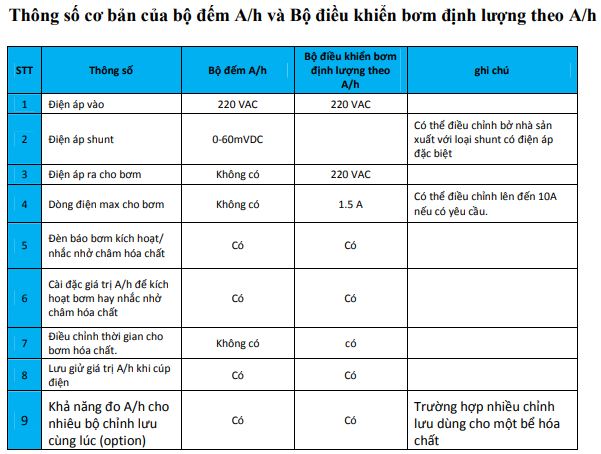 Thông số cơ bản của bộ đếm A/h và Bộ điều khiển bơm định lượng theo A/h
STT Thông số Bộ đếm A/h Bộ điều khiển bơm định lượng theo A/h ghi chú
1 Điện áp vào 220 VAC 220 VAC
2 Điện áp shunt 0-60mVDC Có thể điều chỉnh bở nhà sản
xuất với loại shunt có điện áp
đặc biệt
3 Điện áp ra cho bơm Không có 220 VAC
4 Dòng điện max cho bơm Không có 1.5 A Có thể điều chỉnh lên đến 10A
nếu có yêu cầu.
5 Đèn báo bơm kích hoạt/
nhắc nhở châm hóa chất Có Có
6 Cài đặc giá trị A/h để kích
hoạt bơm hay nhắc nhở
châm hóa chất Có Có
7 Điều chỉnh thời gian cho
bơm hóa chất. Không có có
8 Lưu giử giá trị A/h khi cúp
điện Có Có
9 Khả năng đo A/h cho
nhiêu bộ chỉnh lưu
cùng lúc (option) Có Có Trường hợp nhiều chỉnh
lưu dùng cho một bể hóa
chất